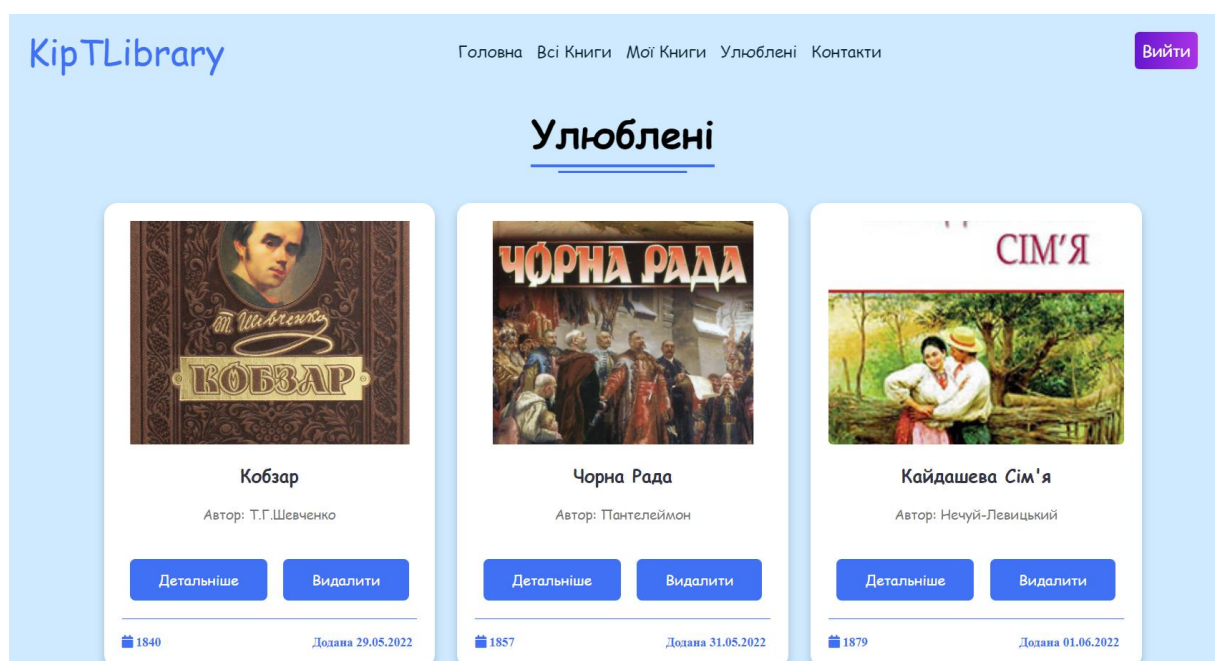 KipTLibrary
Головна Всі Книги Мої Книги Улюблені Контакти
Вийти
Улюблені
Т. Шевченко
КОБЗАР
ЧОРНА РАДА
СІМ'Я
Кобзар
Чорна Рада
Кайдашева Сім'я
Автор: Т.Г.Шевченко
Автор: Пантелеймон
Автор: Нечуй-Левицький
Детальніше Видалити
Детальніше Видалити
Детальніше Видалити
1840 Додана 29.05.2022
1857 Додана 31.05.2022
1879 Додана 01.06.2022